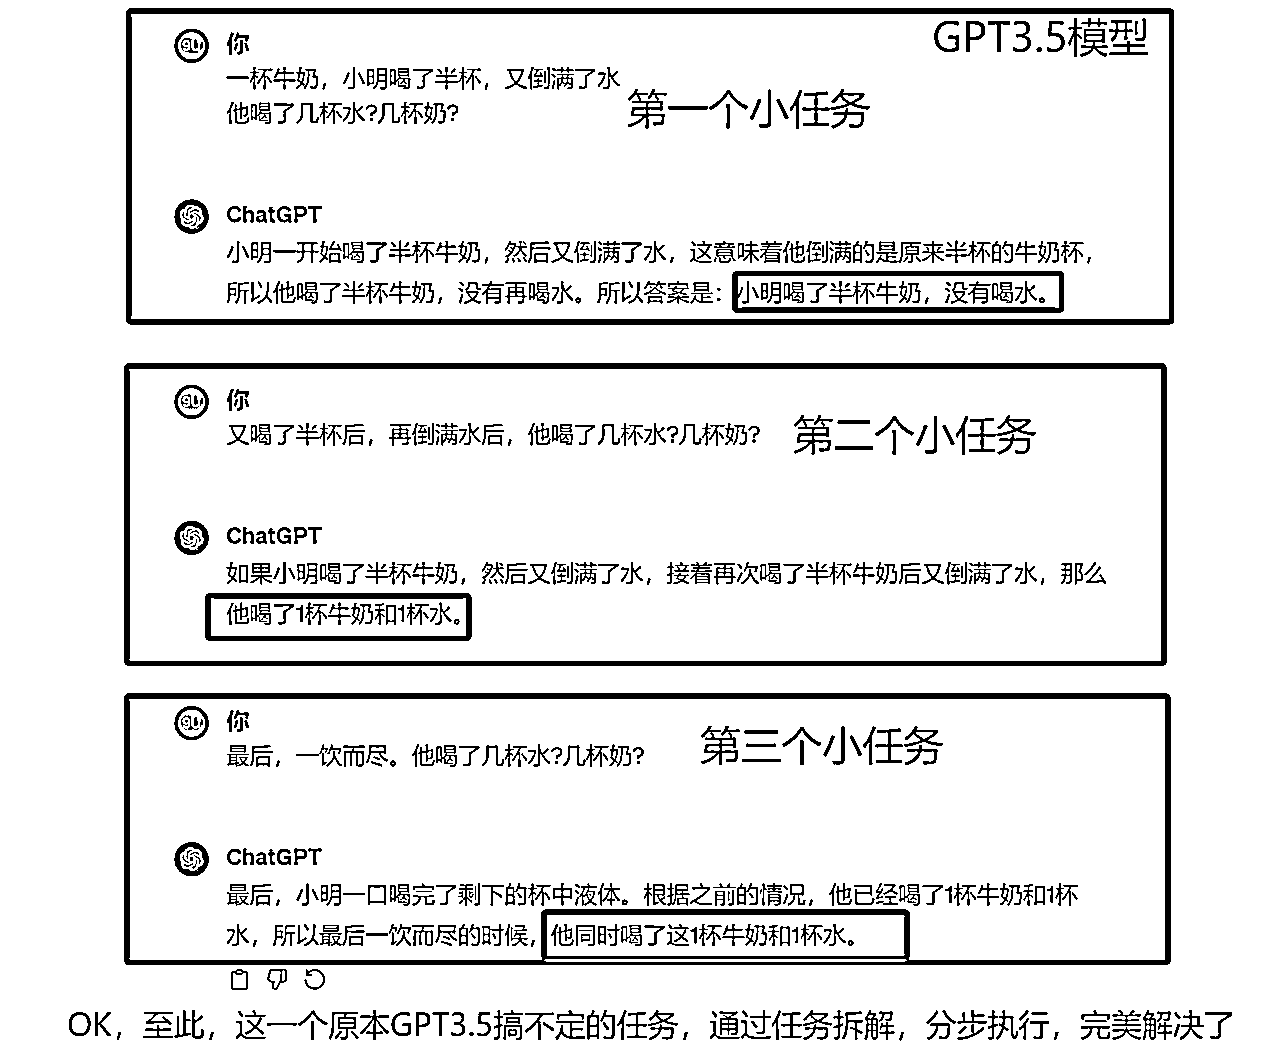 GPT3.5模型
你
一杯牛奶，小明喝了半杯，又倒满了水
他喝了几杯水?几杯奶?
第一个小任务
ChatGPT
小明一开始喝了半杯牛奶，然后又倒满了水，这意味着他倒满的是原来半杯的牛奶杯，
所以他喝了半杯牛奶，没有再喝水。所以答案是：小明喝了半杯牛奶，没有喝水。
你
又喝了半杯后，再倒满水后，他喝了几杯水?几杯奶?
第二个小任务
ChatGPT
如果小明喝了半杯牛奶，然后又倒满了水，接着再次喝了半杯牛奶后又倒满了水，那么
他喝了1杯牛奶和1杯水。
你
最后，一饮而尽。他喝了几杯水?几杯奶?
第三个小任务
ChatGPT
最后，小明一口喝完了剩下的杯中液体。根据之前的情况，他已经喝了1杯牛奶和1杯
水，所以最后一饮而尽的时候，他同时喝了这1杯牛奶和1杯水。
OK，至此，这一个原本GPT3.5搞不定的任务，通过任务拆解，分步执行，完美解决了